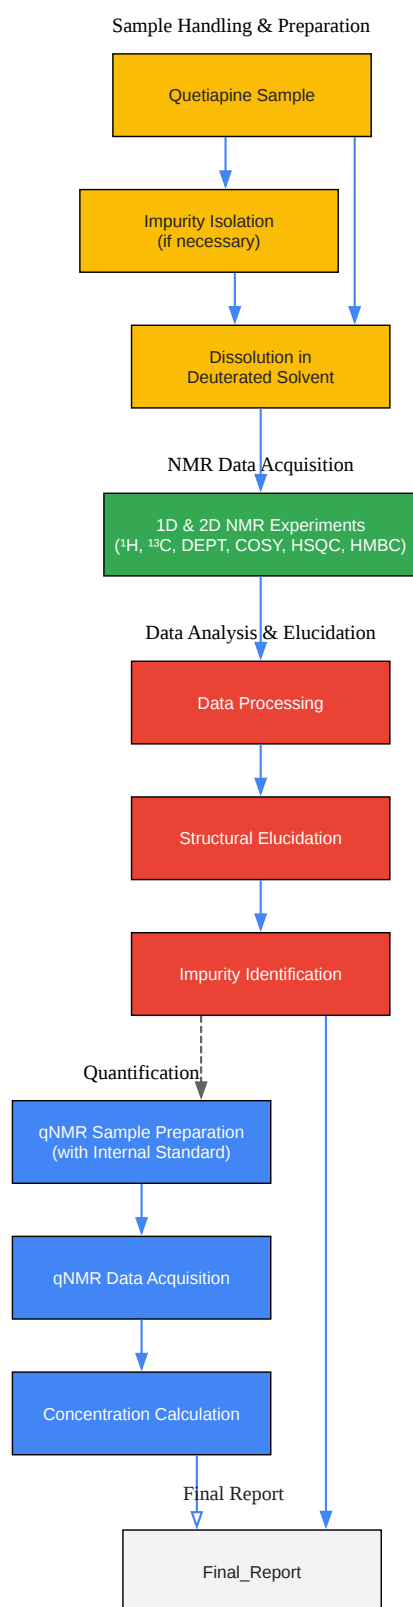 Sample Handling & Preparation
Quetiapine Sample
Impurity Isolation
(if necessary)
Dissolution in
Deuterated Solvent
NMR Data Acquisition
1D & 2D NMR Experiments
(¹H, ¹³C, DEPT, COSY, HSQC, HMBC)
Data Analysis & Elucidation
Data Processing
Structural Elucidation
Impurity Identification
Quantification
qNMR Sample Preparation
(with Internal Standard)
qNMR Data Acquisition
Concentration Calculation
Final Report
Final_Report